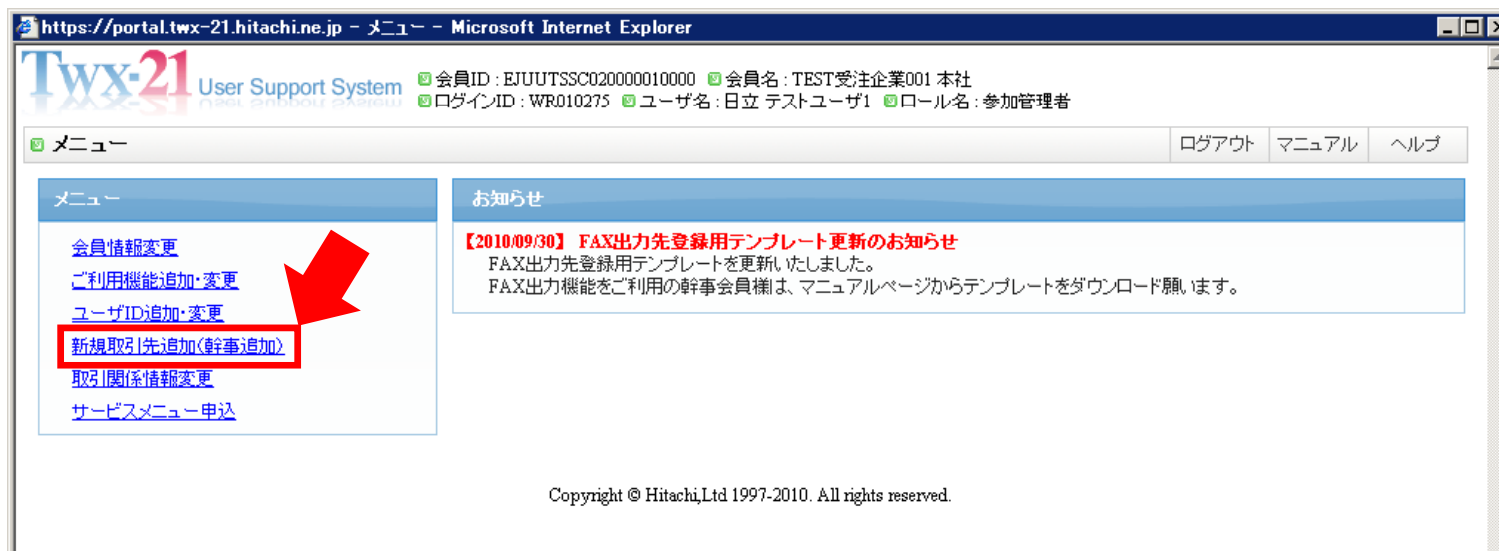 https://portal.twx-21.hitachi.ne.jp - メニュー - Microsoft Internet Explorer
Twx-21 User Support System
会員ID : EJUUTSSC020000010000 会員名 : TEST受注企業001 本社
ログインID : WR010275 ユーザ名 : 日立 テストユーザ1 ロール名 : 参加管理者
メニュー
ログアウト マニュアル ヘルプ
メニュー
会員情報変更
ご利用機能追加・変更
ユーザID追加・変更
新規取引先追加(幹事追加)
取引関係情報変更
サービスメニュー申込
お知らせ
【2010/09/30】 FAX出力先登録用テンプレート更新のお知らせ
FAX出力先登録用テンプレートを更新いたしました。
FAX出力機能をご利用の幹事会員様は、マニュアルページからテンプレートをダウンロード願います。
Copyright © Hitachi,Ltd 1997-2010. All rights reserved.